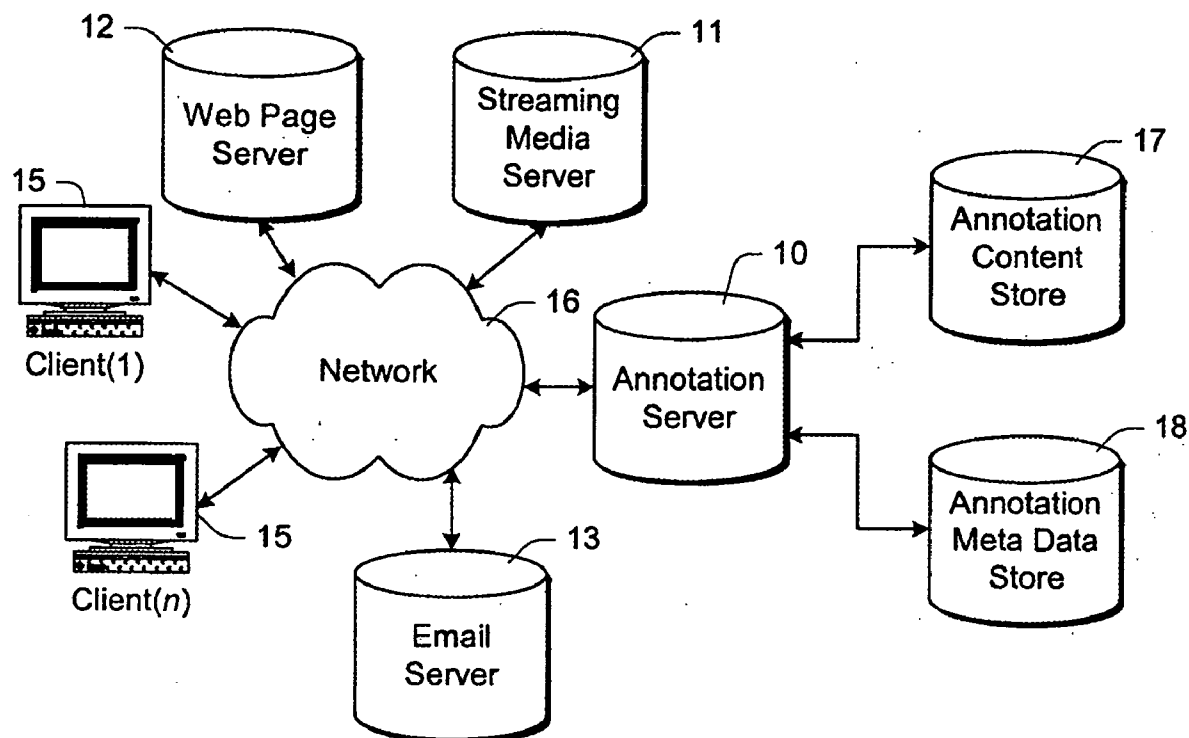 12
Web Page
Server
11
Streaming
Media
Server
15
Client(1)
16
Network
10
Annotation
Server
17
Annotation
Content
Store
18
Annotation
Meta Data
Store
15
Client(n)
13
Email
Server